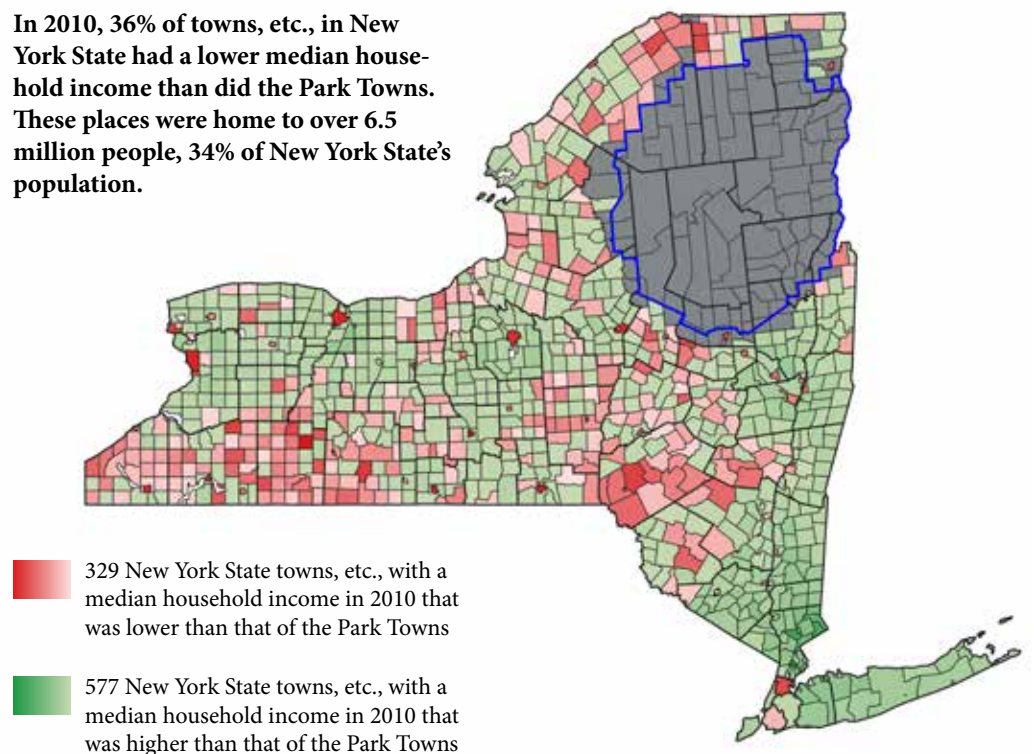 In 2010, 36% of towns, etc., in New
York State had a lower median house-
hold income than did the Park Towns.
These places were home to over 6.5
million people, 34% of New York State's
population.
329 New York State towns, etc., with a
median household income in 2010 that
was lower than that of the Park Towns
577 New York State towns, etc., with a
median household income in 2010 that
was higher than that of the Park Towns